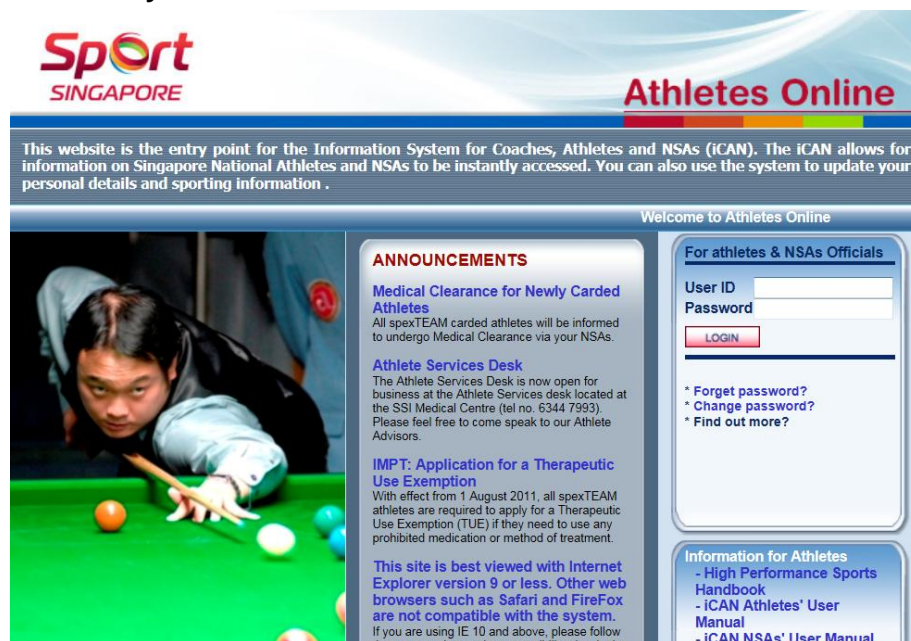 Sport
SINGAPORE
Athletes Online
This website is the entry point for the Information System for Coaches, Athletes and NSAs (iCAN). The iCAN allows for
information on Singapore National Athletes and NSAs to be instantly accessed. You can also use the system to update your
personal details and sporting information .
Welcome to Athletes Online
ANNOUNCEMENTS
Medical Clearance for Newly Carded
Athletes
All spexTEAM carded athletes will be informed
to undergo Medical Clearance via your NSAs.
Athlete Services Desk
The Athlete Services Desk is now open for
business at the Athlete Services desk located at
the SSI Medical Centre (tel no. 6344 7993).
Please feel free to come speak to our Athlete
Advisors.
IMPT: Application for a Therapeutic
Use Exemption
With effect from 1 August 2011, all spexTEAM
athletes are required to apply for a Therapeutic
Use Exemption (TUE) if they need to use any
prohibited medication or method of treatment.
This site is best viewed with Internet
Explorer version 9 or less. Other web
browsers such as Safari and FireFox
are not compatible with the system.
If you are using IE 10 and above, please follow
For athletes & NSAs Officials
User ID
Password
LOGIN
* Forget password?
* Change password?
* Find out more?
Information for Athletes
- High Performance Sports
Handbook
- iCAN Athletes' User
Manual
- iCAN NSAs' User Manual